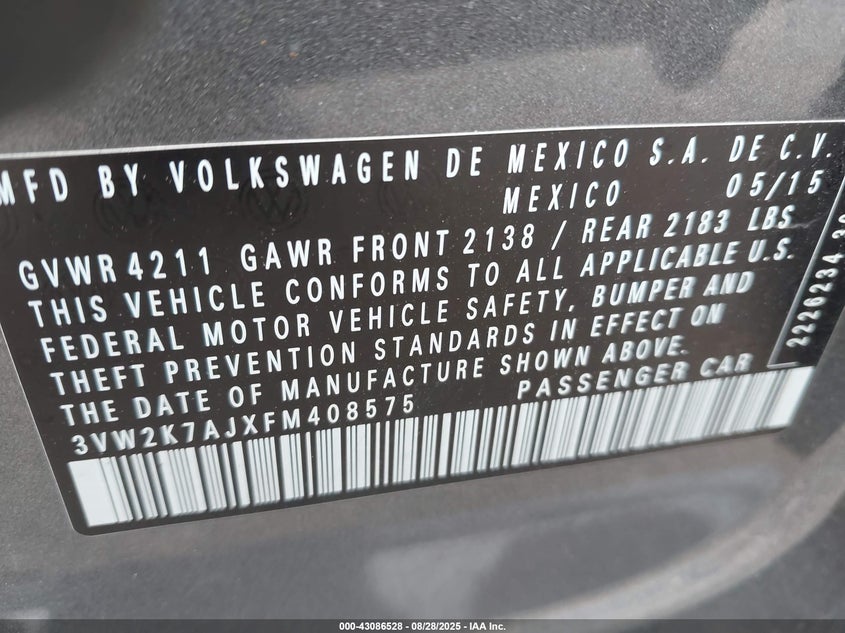 MFD BY VOLKSWAGEN DE MEXICO S.A. DE C.V.
MEXICO 05/15
GVWR 4211 GAWR FRONT 2138 / REAR 2183 LBS
THIS VEHICLE CONFORMS TO ALL APPLICABLE U.S.
FEDERAL MOTOR VEHICLE SAFETY, BUMPER AND
THEFT PREVENTION STANDARDS IN EFFECT ON
THE DATE OF MANUFACTURE SHOWN ABOVE.
3VW2K7AJXFM408575 PASSENGER CAR
2226234
000-43086528 - 08/28/2025 - IAA Inc.